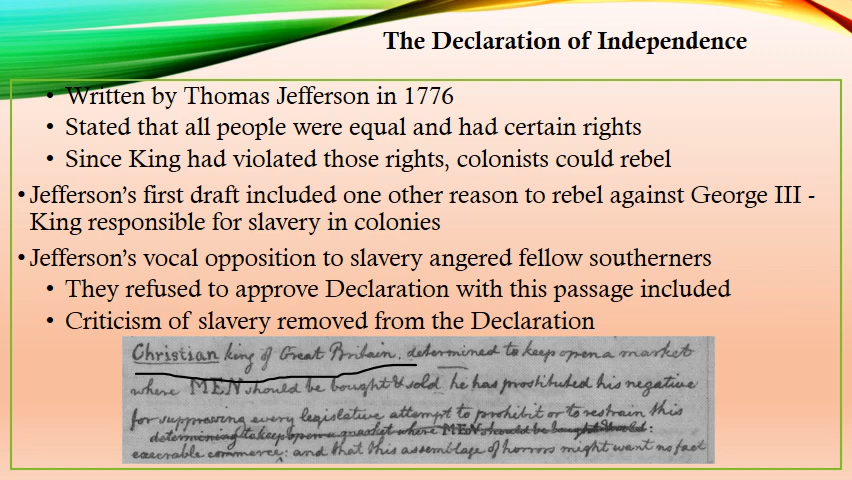 The Declaration of Independence
• Written by Thomas Jefferson in 1776
• Stated that all people were equal and had certain rights
• Since King had violated those rights, colonists could rebel
• Jefferson’s first draft included one other reason to rebel against George III -
King responsible for slavery in colonies
• Jefferson’s vocal opposition to slavery angered fellow southerners
• They refused to approve Declaration with this passage included
• Criticism of slavery removed from the Declaration
Christian king of Great Britain. determined to keep open a market
where MEN should be bought & sold he has prostituted his negative
for suppressing every legislative attempt to prohibit or to restrain this
determining to keep open a market where MEN should be bought & sold:
execrable commerce: and that this assemblage of horrors might want no fact